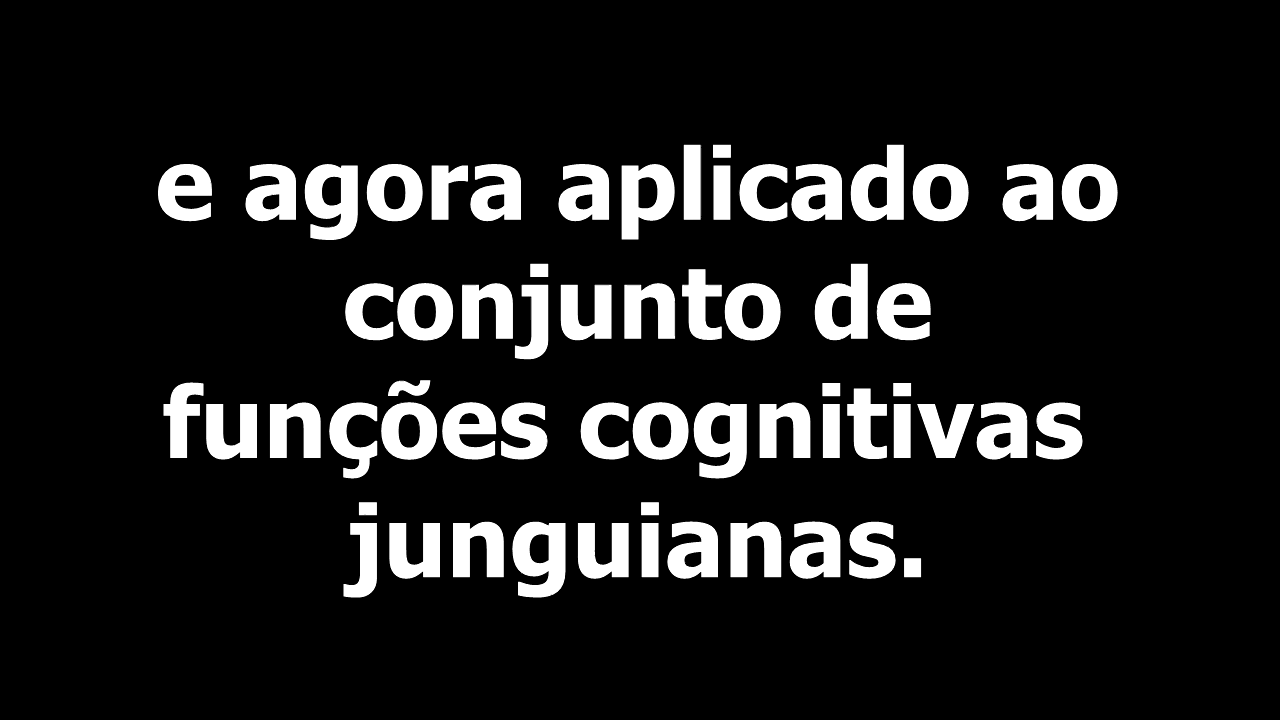 e agora aplicado ao
conjunto de
funções cognitivas
junguianas.